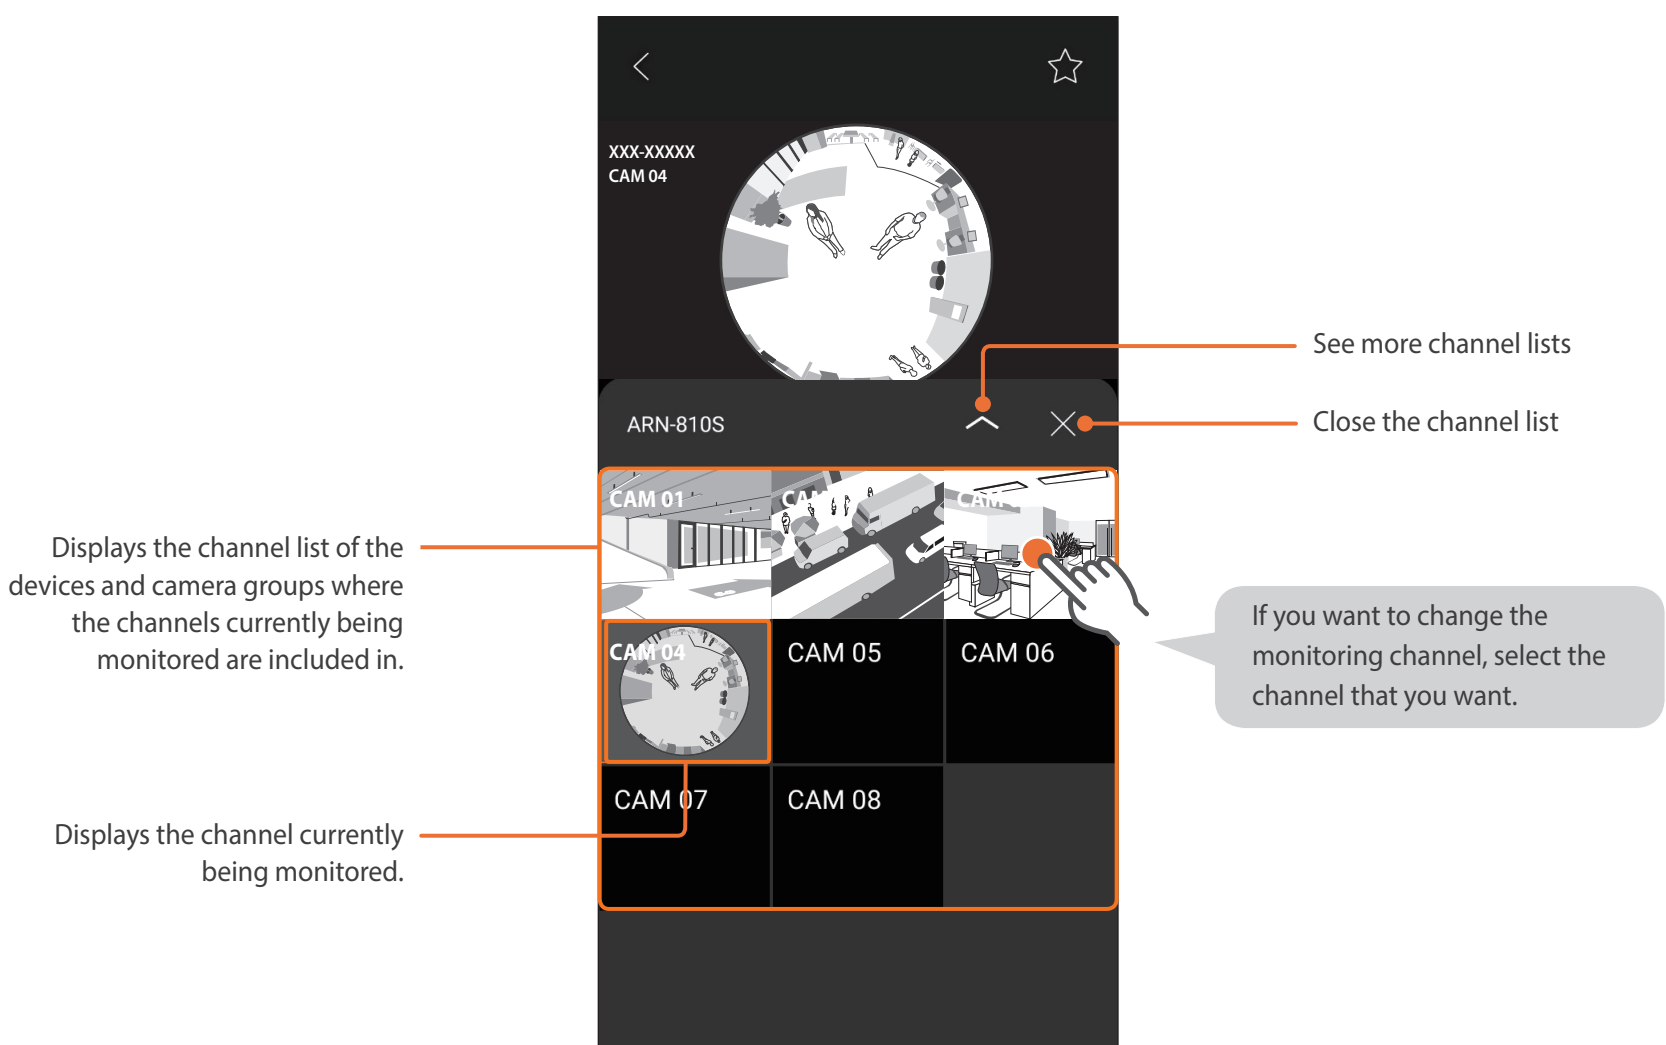 XXX-XXXXX
CAM 04
See more channel lists
ARN-810S
Close the channel list
CAM 01
CAM
CAM
Displays the channel list of the
devices and camera groups where
the channels currently being
monitored are included in.
If you want to change the
monitoring channel, select the
channel that you want.
CAM 04
CAM 05
CAM 06
CAM 07
CAM 08
Displays the channel currently
being monitored.